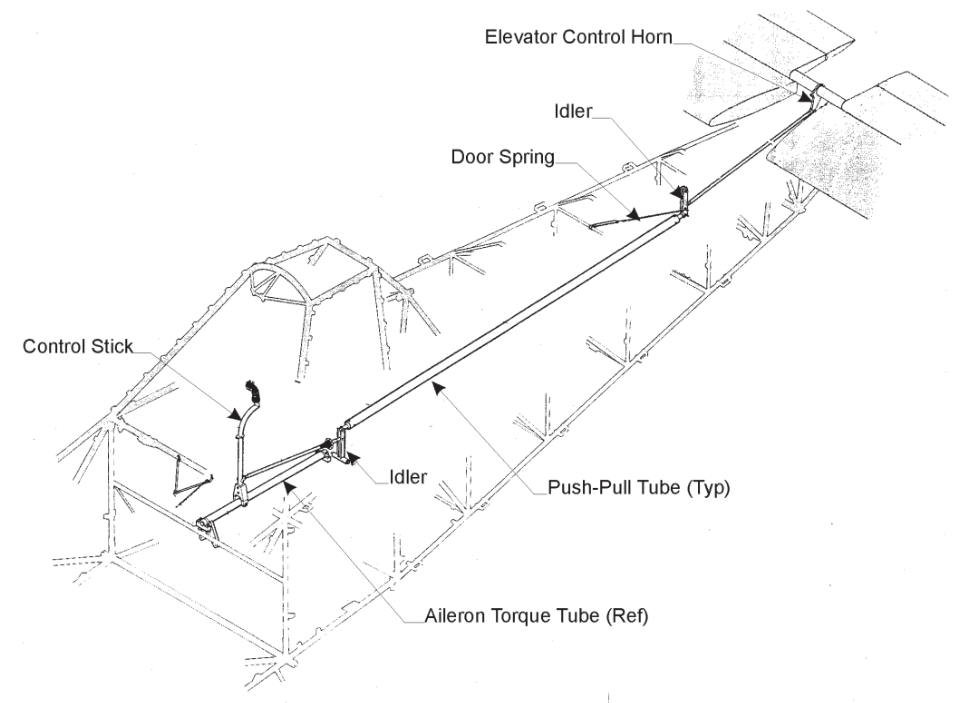 Elevator Control Horn
Idler
Door Spring
Control Stick
Idler
Push-Pull Tube (Typ)
Aileron Torque Tube (Ref)